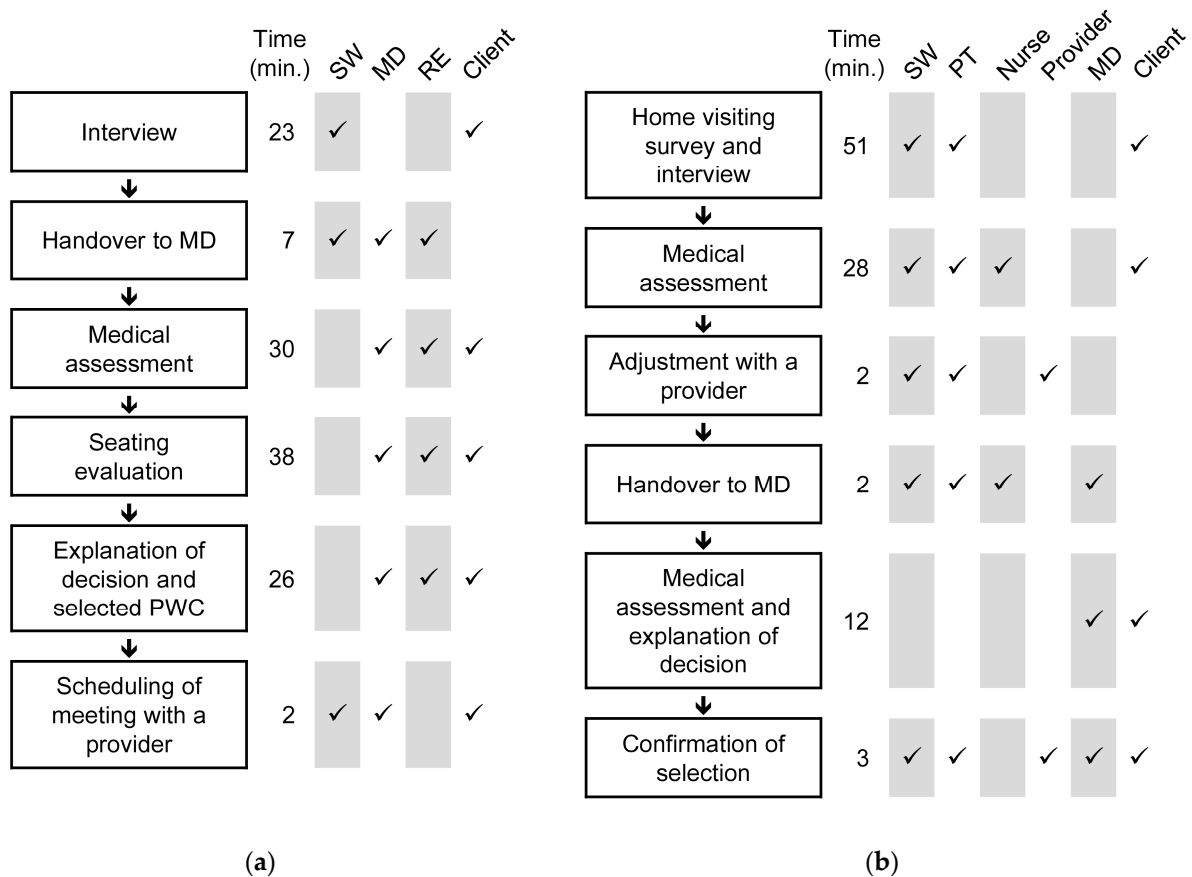 Time
(min.)
SW
MD
RE
Client
Interview
23 ✓ ✓
Handover to MD
7 ✓ ✓ ✓
Medical
assessment
30 ✓ ✓ ✓
Seating
evaluation
38 ✓ ✓ ✓
Explanation of
decision and
selected PWC
26 ✓ ✓ ✓
Scheduling of
meeting with a
provider
2 ✓ ✓ ✓
(a)
Time
(min.)
SW
PT
Nurse
Provider
MD
Client
Home visiting
survey and
interview
51 ✓ ✓ ✓
Medical
assessment
28 ✓ ✓ ✓ ✓
Adjustment with a
provider
2 ✓ ✓ ✓
Handover to MD
2 ✓ ✓ ✓ ✓
Medical
assessment and
explanation of
decision
12 ✓ ✓
Confirmation of
selection
3 ✓ ✓ ✓ ✓ ✓
(b)